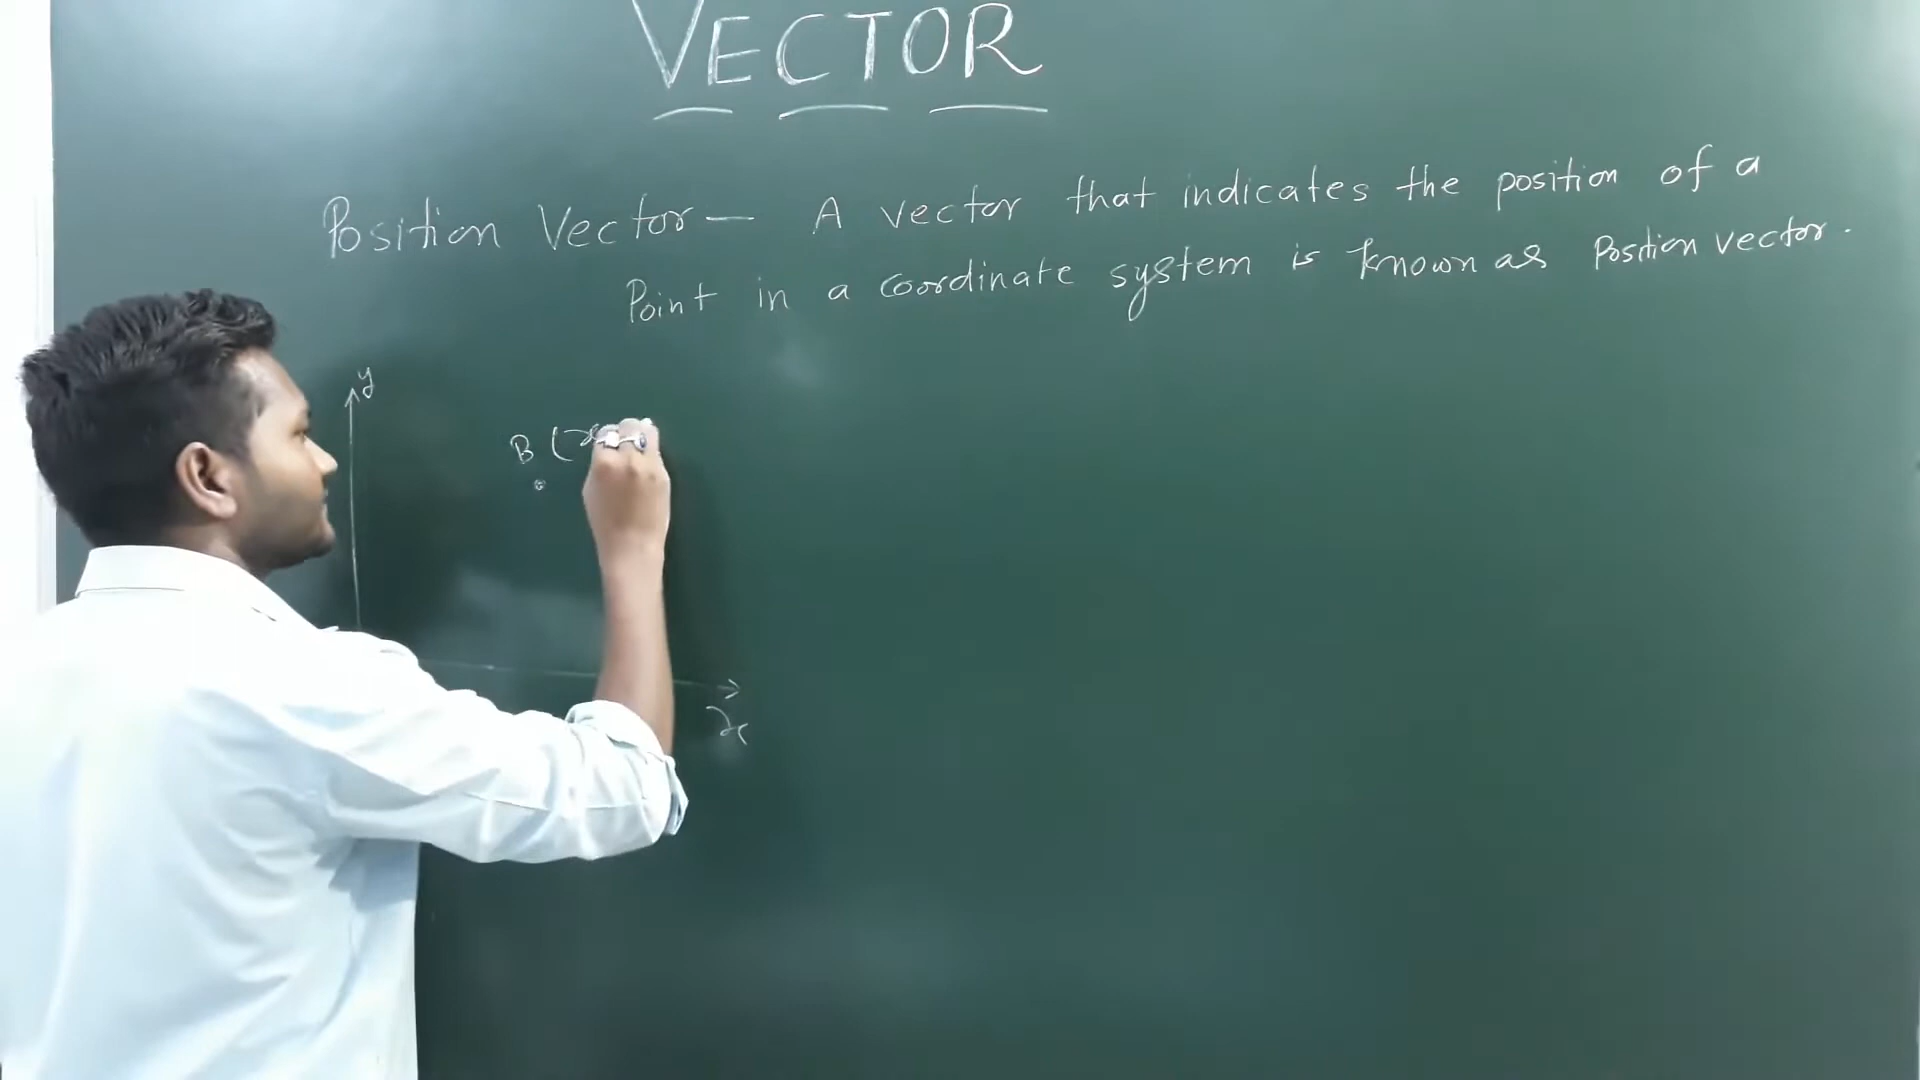 VECTOR
Position Vector — A vector that indicates the position of a
Point in a coordinate system is known as Position vector.
y
B (x
x